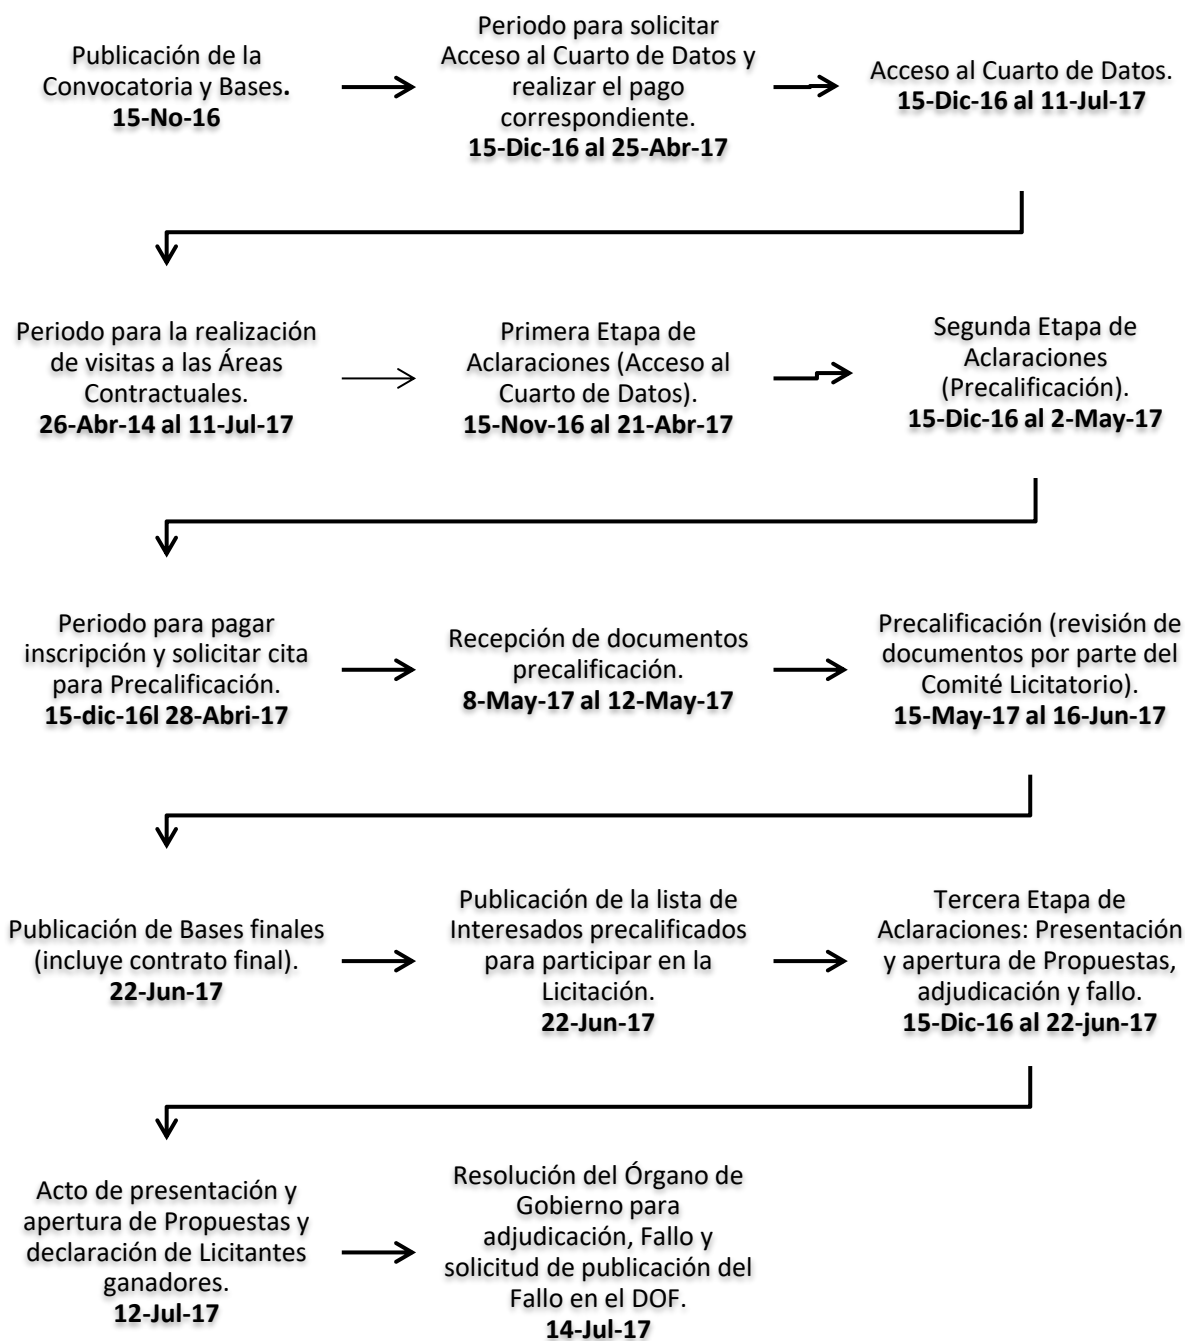 Publicación de la
Convocatoria y Bases.
15-No-16
Periodo para solicitar
Acceso al Cuarto de Datos y
realizar el pago
correspondiente.
15-Dic-16 al 25-Abr-17
Acceso al Cuarto de Datos.
15-Dic-16 al 11-Jul-17
Periodo para la realización
de visitas a las Áreas
Contractuales.
26-Abr-14 al 11-Jul-17
Primera Etapa de
Aclaraciones (Acceso al
Cuarto de Datos).
15-Nov-16 al 21-Abr-17
Segunda Etapa de
Aclaraciones
(Precalificación).
15-Dic-16 al 2-May-17
Periodo para pagar
inscripción y solicitar cita
para Precalificación.
15-dic-16l 28-Abri-17
Recepción de documentos
precalificación.
8-May-17 al 12-May-17
Precalificación (revisión de
documentos por parte del
Comité Licitatorio).
15-May-17 al 16-Jun-17
Publicación de Bases finales
(incluye contrato final).
22-Jun-17
Publicación de la lista de
Interesados precalificados
para participar en la
Licitación.
22-Jun-17
Tercera Etapa de
Aclaraciones: Presentación
y apertura de Propuestas,
adjudicación y fallo.
15-Dic-16 al 22-jun-17
Acto de presentación y
apertura de Propuestas y
declaración de Licitantes
ganadores.
12-Jul-17
Resolución del Órgano de
Gobierno para
adjudicación, Fallo y
solicitud de publicación del
Fallo en el DOF.
14-Jul-17